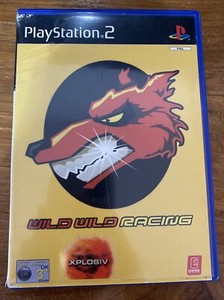 PlayStation®2
WILD WILD RACING
XPLOSIV